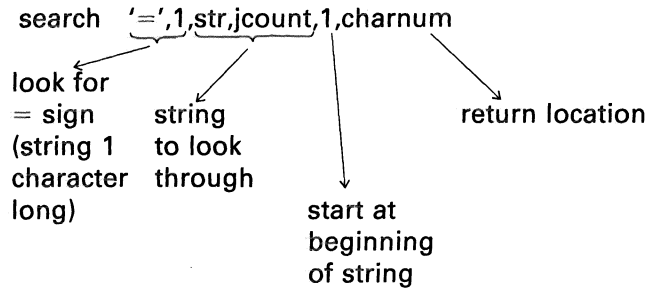 search '=',1,str,jcount,1,charnum
look for
= sign
(string 1
character
long)
string
to look
through
start at
beginning
of string
return location